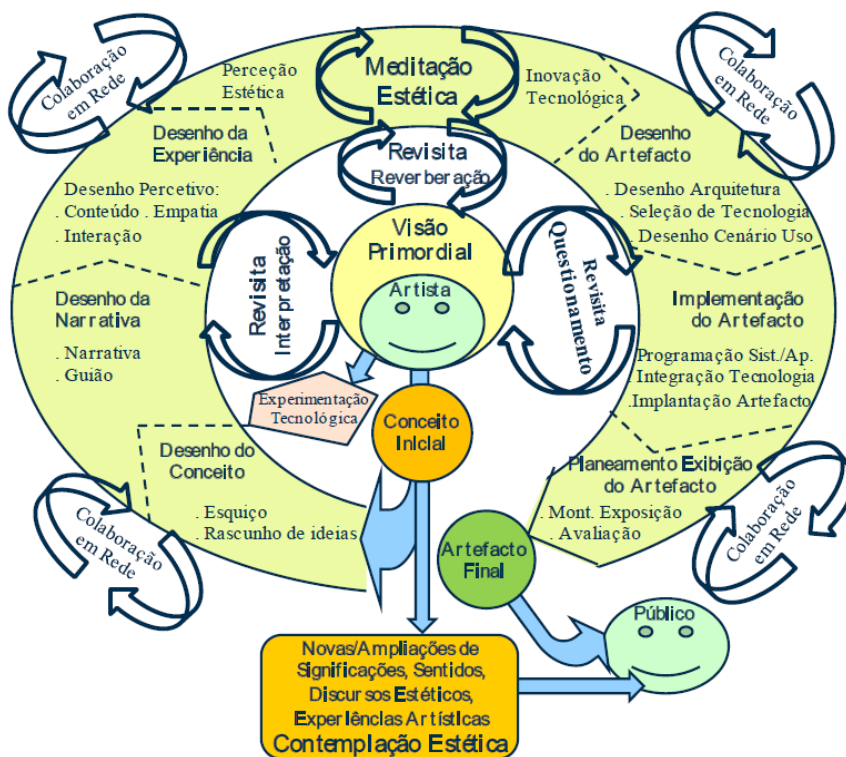 Colaboração
em Rede
Perceção
Estética
Meditação
Estética
Inovação
Tecnológica
Colaboração
em Rede
Desenho da
Experiência
Desenho Percetivo:
. Conteúdo . Empatia
. Interação
Revisita
Reverberação
Desenho
do Artefacto
. Desenho Arquitetura
. Seleção de Tecnologia
. Desenho Cenário Uso
Visão
Primordial
Artista
Revisita
Interpretação
Revisita
Questionamento
Desenho da
Narrativa
. Narrativa
. Guião
Implementação
do Artefacto
Programação Sist./Ap.
.Integração Tecnologia
.Implantação Artefacto
Experimentação
Tecnológica
Conceito
Inicial
Desenho do
Conceito
. Esquiço
. Rascunho de ideias
Planeamento Exibição
do Artefacto
. Mont. Exposição
. Avaliação
Colaboração
em Rede
Colaboração
em Rede
Artefacto
Final
Público
Novas/Ampliações de
Significações, Sentidos,
Discursos Estéticos,
Experiências Artísticas
Contemplação Estética